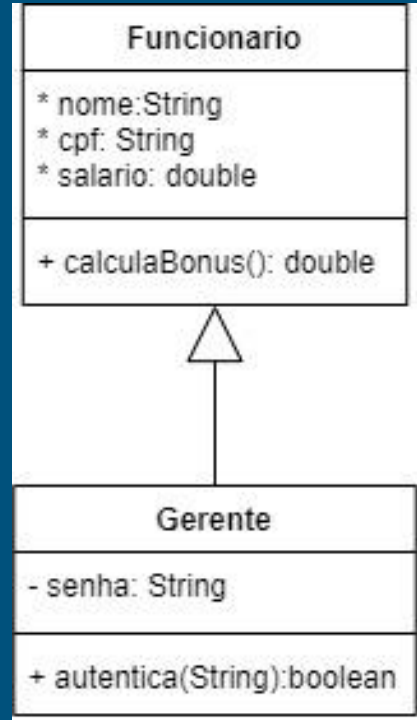 Funcionario
* nome:String
* cpf: String
* salario: double
+ calculaBonus(): double
Gerente
- senha: String
+ autentica(String):boolean